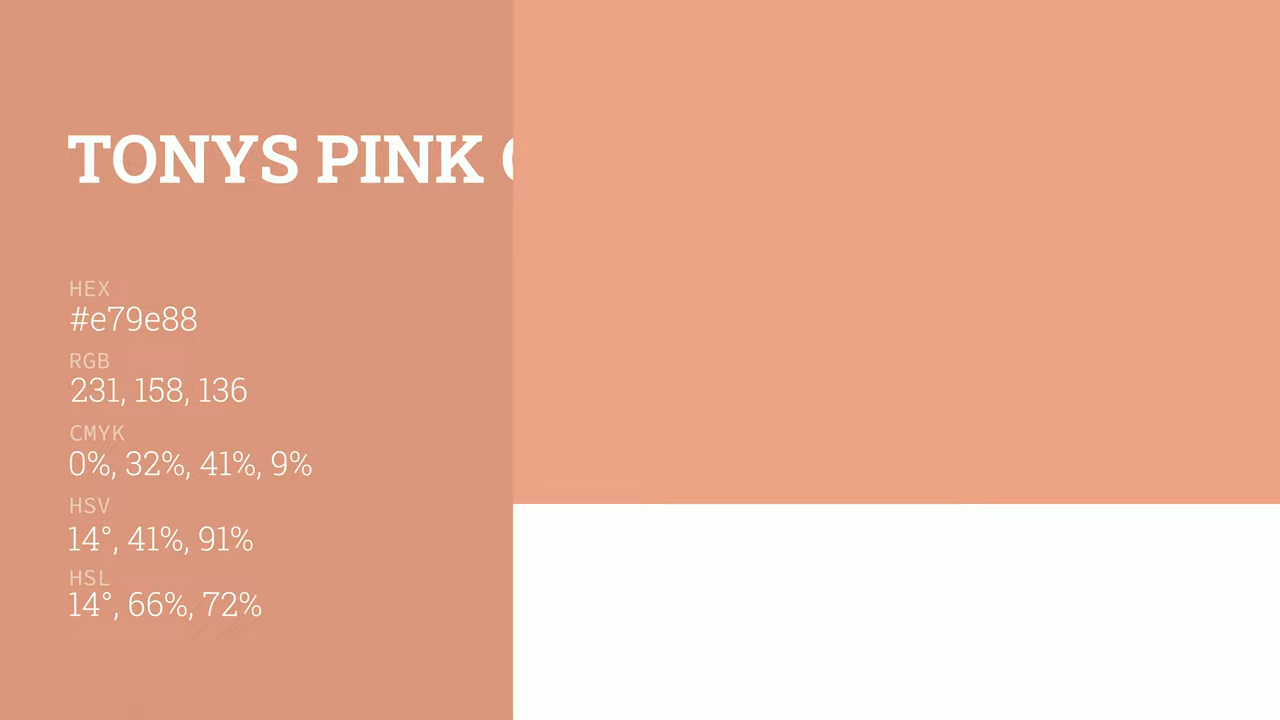 TONYS PINK
HEX
#e79e88
RGB
231, 158, 136
CMYK
0%, 32%, 41%, 9%
HSV
14°, 41%, 91%
HSL
14°, 66%, 72%